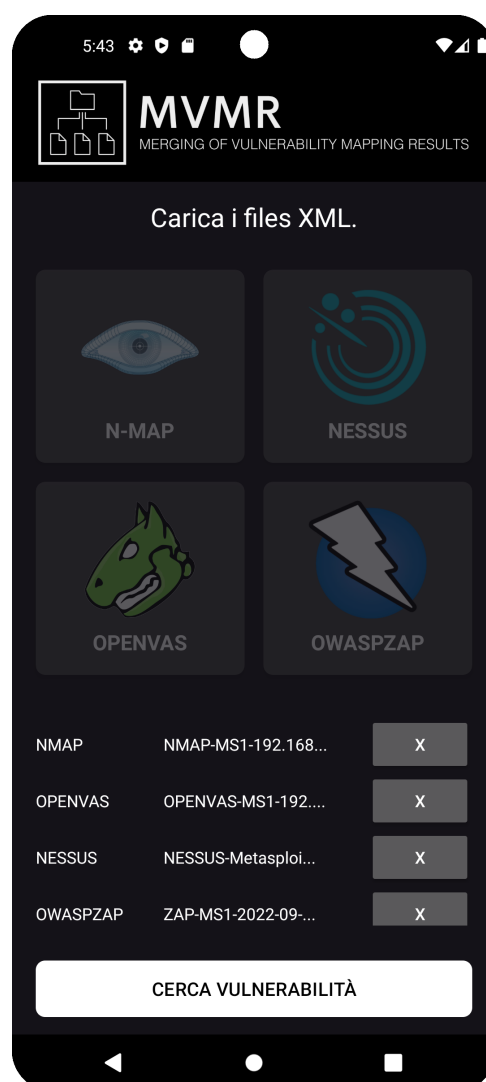 5:43
MVMR
MERGING OF VULNERABILITY MAPPING RESULTS
Carica i files XML.
N-MAP
NESSUS
OPENVAS
OWASPZAP
NMAP NMAP-MS1-192.168... X
OPENVAS OPENVAS-MS1-192.... X
NESSUS NESSUS-Metasploi... X
OWASPZAP ZAP-MS1-2022-09-... X
CERCA VULNERABILITÀ